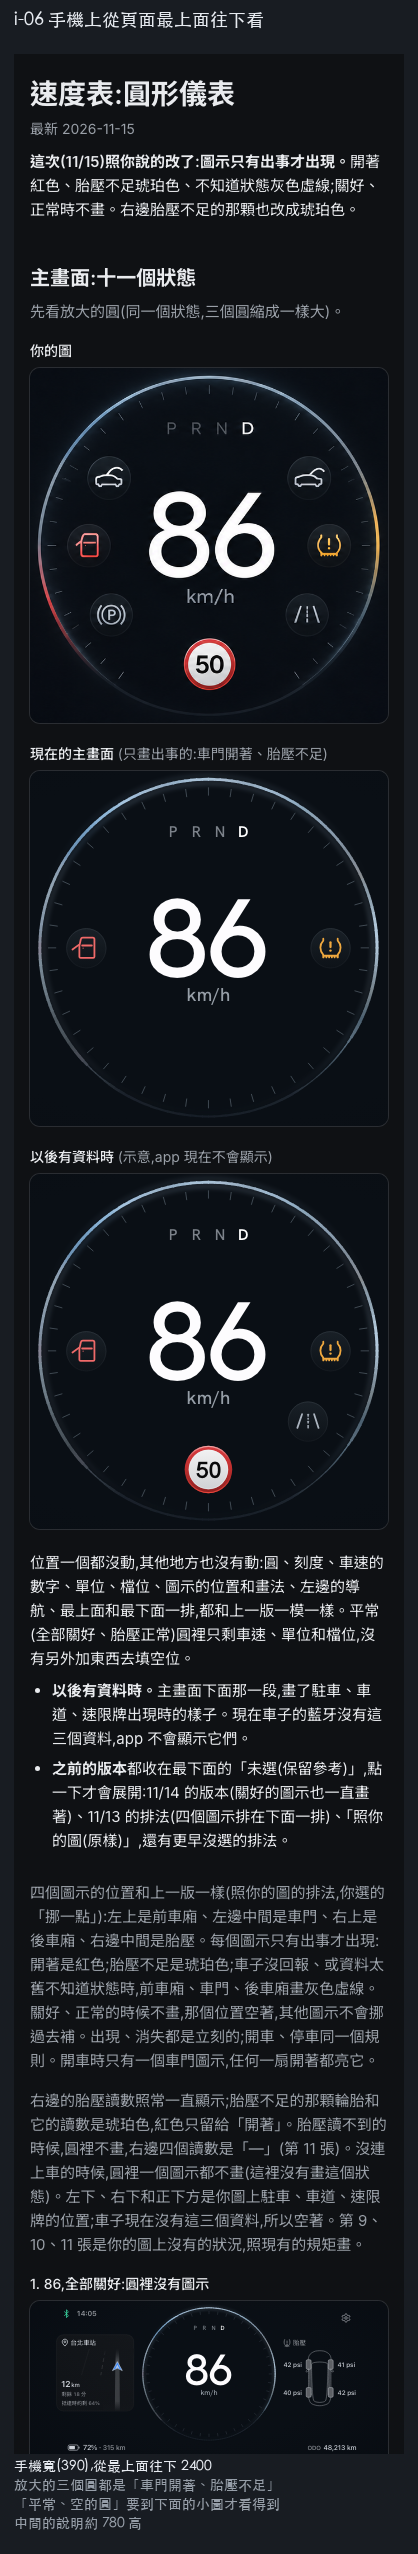 i-06 手機上從頁面最上面往下看
速度表:圓形儀表
最新 2026-11-15
這次(11/15)照你說的改了:圖示只有出事才出現。開著
紅色、胎壓不足琥珀色、不知道狀態灰色虛線;關好、
正常時不畫。右邊胎壓不足的那顆也改成琥珀色。
主畫面:十一個狀態
先看放大的圓(同一個狀態,三個圓縮成一樣大)。
你的圖
P R N D
86
km/h
P
50
現在的主畫面 (只畫出事的:車門開著、胎壓不足)
P R N D
86
km/h
以後有資料時 (示意,app 現在不會顯示)
P R N D
86
km/h
50
位置一個都沒動,其他地方也沒有動:圓、刻度、車速的
數字、單位、檔位、圖示的位置和畫法、左邊的導
航、最上面和最下面一排,都和上一版一模一樣。平常
(全部關好、胎壓正常)圓裡只剩車速、單位和檔位,沒
有另外加東西去填空位。
• 以後有資料時。主畫面下面那一段,畫了駐車、車
道、速限牌出現時的樣子。現在車子的藍牙沒有這
三個資料,app 不會顯示它們。
• 之前的版本都收在最下面的「未選(保留參考)」,點
一下才會展開:11/14 的版本(關好的圖示也一直畫
著)、11/13 的排法(四個圖示排在下面一排)、「照你
的圖(原樣)」,還有更早沒選的排法。
四個圖示的位置和上一版一樣(照你的圖的排法,你選的
「挪一點」):左上是前車廂、左邊中間是車門、右上是
後車廂、右邊中間是胎壓。每個圖示只有出事才出現:
開著是紅色;胎壓不足是琥珀色;車子沒回報、或資料太
舊不知道狀態時,前車廂、車門、後車廂畫灰色虛線。
關好、正常的時候不畫,那個位置空著,其他圖示不會挪
過去補。出現、消失都是立刻的;開車、停車同一個規
則。開車時只有一個車門圖示,任何一扇開著都亮它。
右邊的胎壓讀數照常一直顯示;胎壓不足的那顆輪胎和
它的讀數是琥珀色,紅色只留給「開著」。胎壓讀不到的
時候,圓裡不畫,右邊四個讀數是「—」(第 11 張)。沒連
上車的時候,圓裡一個圖示都不畫(這裡沒有畫這個狀
態)。左下、右下和正下方是你圖上駐車、車道、速限
牌的位置;車子現在沒有這三個資料,所以空著。第 9、
10、11 張是你的圖上沒有的狀況,照現有的規矩畫。
1. 86,全部關好:圓裡沒有圖示
14:05
P R N D
台北車站
胎壓
86
km/h
42 psi 41 psi
12 km
40 psi 42 psi
72% · 315 km
ODO 48,213 km
手機寬(390),從最上面往下 2400
放大的三個圓都是「車門開著、胎壓不足」
「平常、空的圓」要到下面的小圖才看得到
中間的說明約 780 高